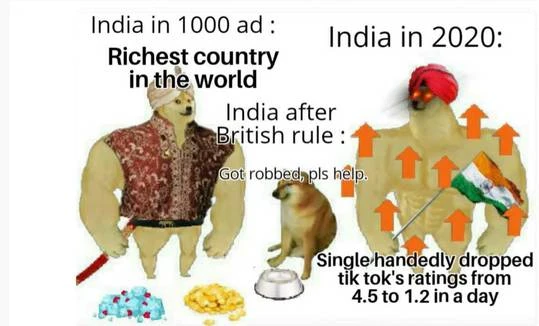 India in 1000 ad :
Richest country
in the world
India after
British rule :
Got robbed, pls help.
India in 2020:
Single handedly dropped
tik tok's ratings from
4.5 to 1.2 in a day